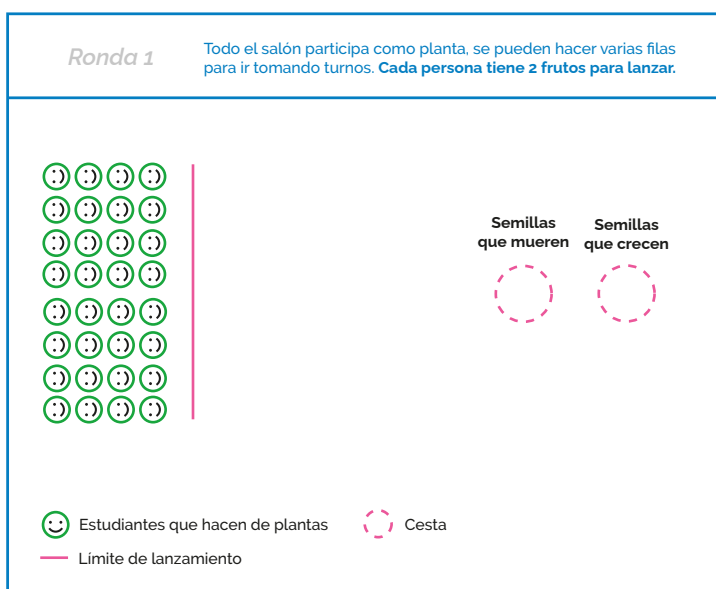 Ronda 1
Todo el salón participa como planta, se pueden hacer varias filas
para ir tomando turnos. Cada persona tiene 2 frutos para lanzar.
Semillas
que mueren
Semillas
que crecen
Estudiantes que hacen de plantas
Cesta
Límite de lanzamiento